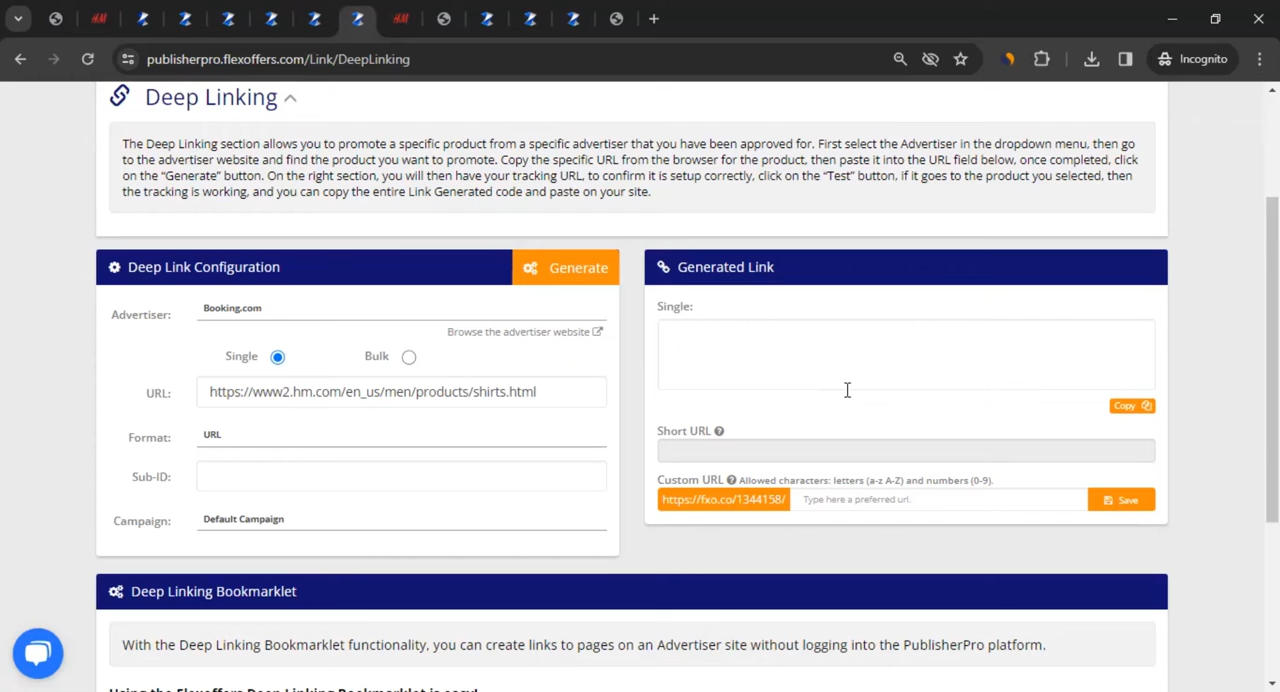 publisherpro.flexoffers.com/Link/DeepLinking
Incognito
Deep Linking
The Deep Linking section allows you to promote a specific product from a specific advertiser that you have been approved for. First select the Advertiser in the dropdown menu, then go
to the advertiser website and find the product you want to promote. Copy the specific URL from the browser for the product, then paste it into the URL field below, once completed, click
on the “Generate” button. On the right section, you will then have your tracking URL, to confirm it is setup correctly, click on the “Test” button, if it goes to the product you selected, then
the tracking is working, and you can copy the entire Link Generated code and paste on your site.
Deep Link Configuration
Generate
Advertiser:
Booking.com
Browse the advertiser website
Single
Bulk
URL:
https://www2.hm.com/en_us/men/products/shirts.html
Format:
URL
Sub-ID:
Campaign:
Default Campaign
Generated Link
Single:
Copy
Short URL
Custom URL Allowed characters: letters (a-z A-Z) and numbers (0-9).
https://fxo.co/1344158/
Type here a preferred url.
Save
Deep Linking Bookmarklet
With the Deep Linking Bookmarklet functionality, you can create links to pages on an Advertiser site without logging into the PublisherPro platform.
Using the Flexoffers Deep Linking Bookmarklet is easy!